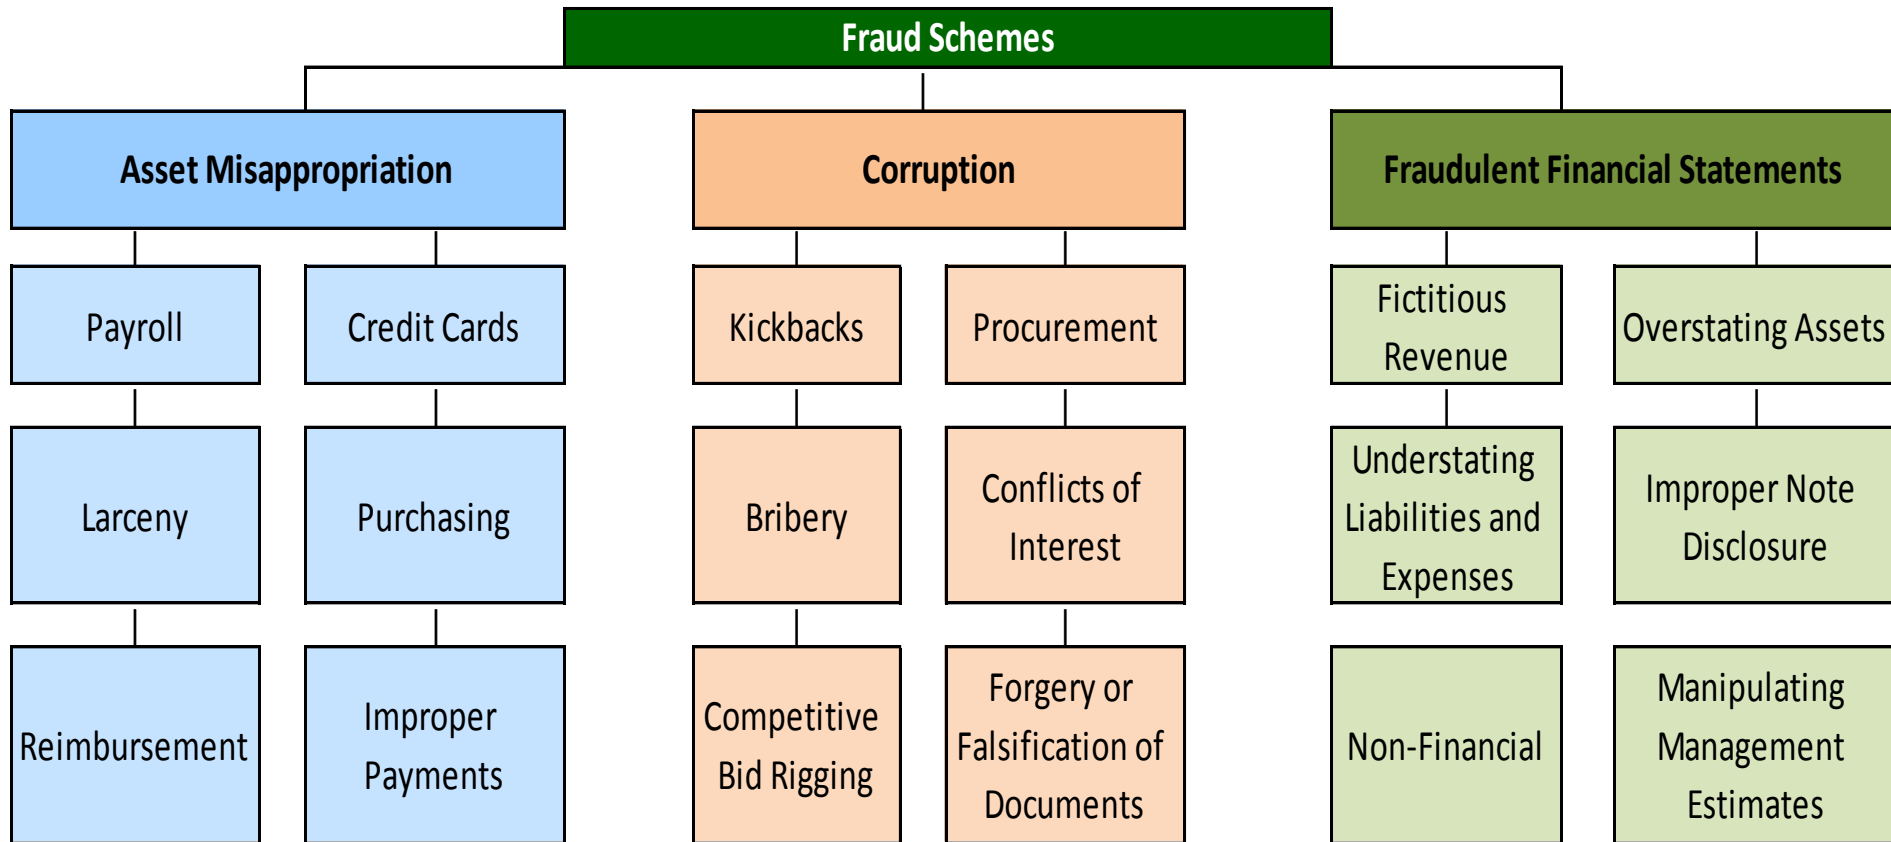 Fraud Schemes
Asset Misappropriation
Corruption
Fraudulent Financial Statements
Payroll
Credit Cards
Kickbacks
Procurement
Fictitious
Revenue
Overstating Assets
Larceny
Purchasing
Bribery
Conflicts of
Interest
Understating
Liabilities and
Expenses
Improper Note
Disclosure
Reimbursement
Improper
Payments
Competitive
Bid Rigging
Forgery or
Falsification of
Documents
Non-Financial
Manipulating
Management
Estimates